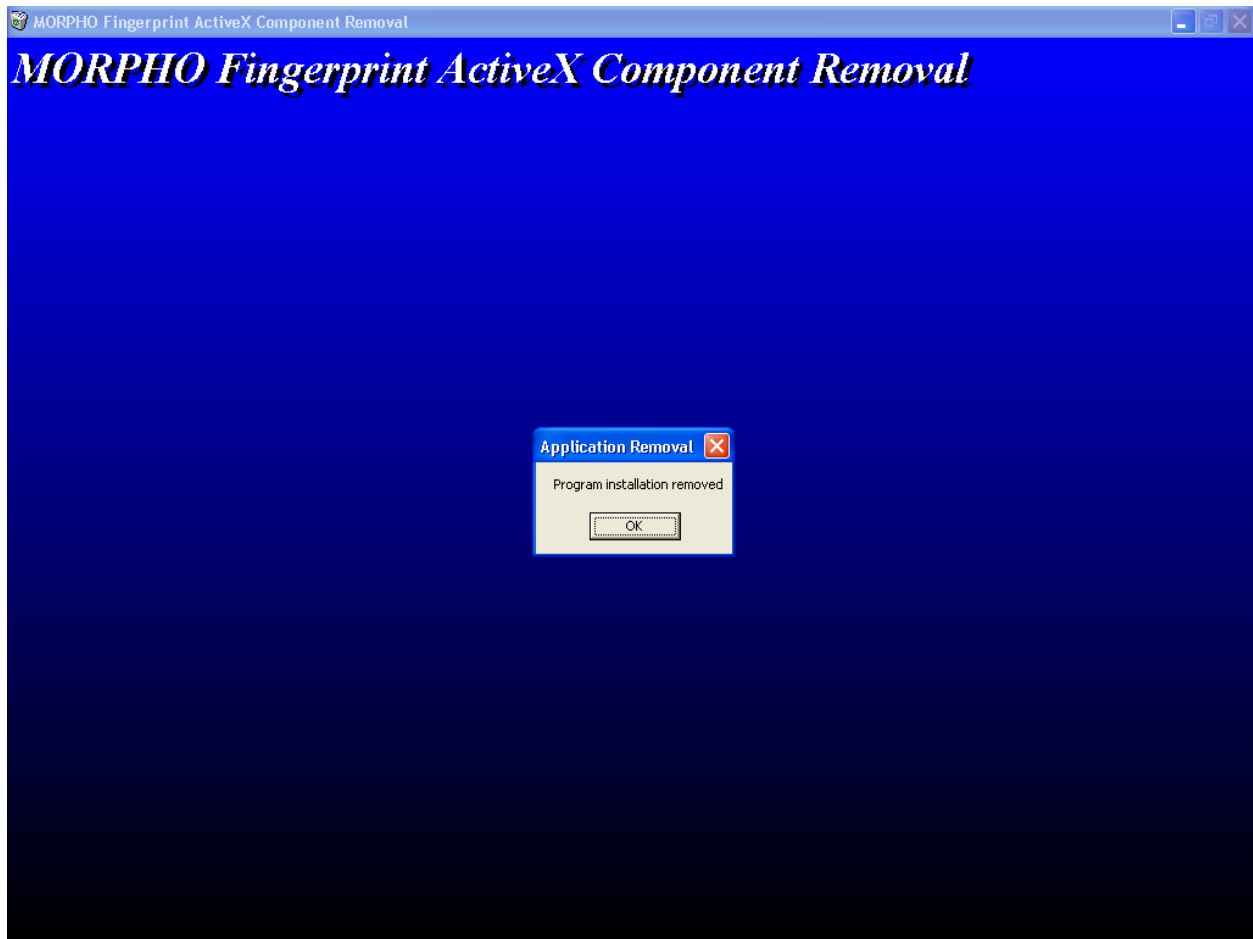 MORPHO Fingerprint ActiveX Component Removal
MORPHO Fingerprint ActiveX Component Removal
Application Removal
Program installation removed
OK